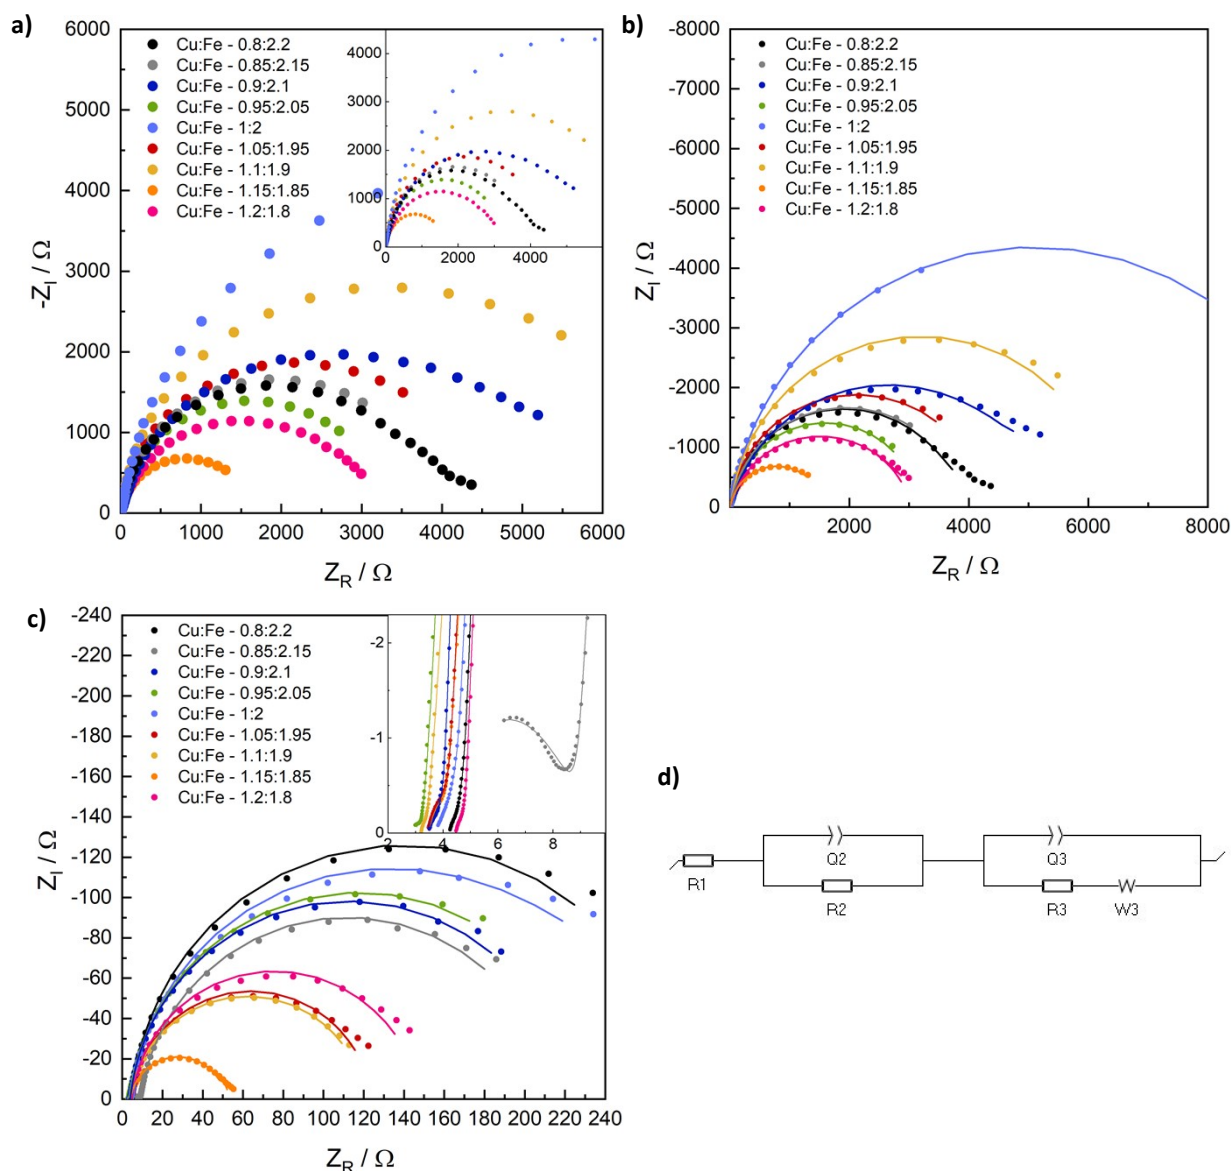 a)
6000
5000
4000
3000
2000
1000
0
-Z_I / Ω
Cu:Fe - 0.8:2.2
Cu:Fe - 0.85:2.15
Cu:Fe - 0.9:2.1
Cu:Fe - 0.95:2.05
Cu:Fe - 1:2
Cu:Fe - 1.05:1.95
Cu:Fe - 1.1:1.9
Cu:Fe - 1.15:1.85
Cu:Fe - 1.2:1.8
4000
3000
2000
1000
0
2000 4000
0 1000 2000 3000 4000 5000 6000
Z_R / Ω
b)
-8000
-7000
-6000
-5000
-4000
-3000
-2000
-1000
0
Z_I / Ω
Cu:Fe - 0.8:2.2
Cu:Fe - 0.85:2.15
Cu:Fe - 0.9:2.1
Cu:Fe - 0.95:2.05
Cu:Fe - 1:2
Cu:Fe - 1.05:1.95
Cu:Fe - 1.1:1.9
Cu:Fe - 1.15:1.85
Cu:Fe - 1.2:1.8
2000 4000 6000 8000
Z_R / Ω
c)
-240
-220
-200
-180
-160
-140
-120
-100
-80
-60
-40
-20
0
Z_I / Ω
Cu:Fe - 0.8:2.2
Cu:Fe - 0.85:2.15
Cu:Fe - 0.9:2.1
Cu:Fe - 0.95:2.05
Cu:Fe - 1:2
Cu:Fe - 1.05:1.95
Cu:Fe - 1.1:1.9
Cu:Fe - 1.15:1.85
Cu:Fe - 1.2:1.8
-2
-1
0
2 4 6 8
0 20 40 60 80 100 120 140 160 180 200 220 240
Z_R / Ω
d)
Q2 Q3
R1
R2 R3 W3